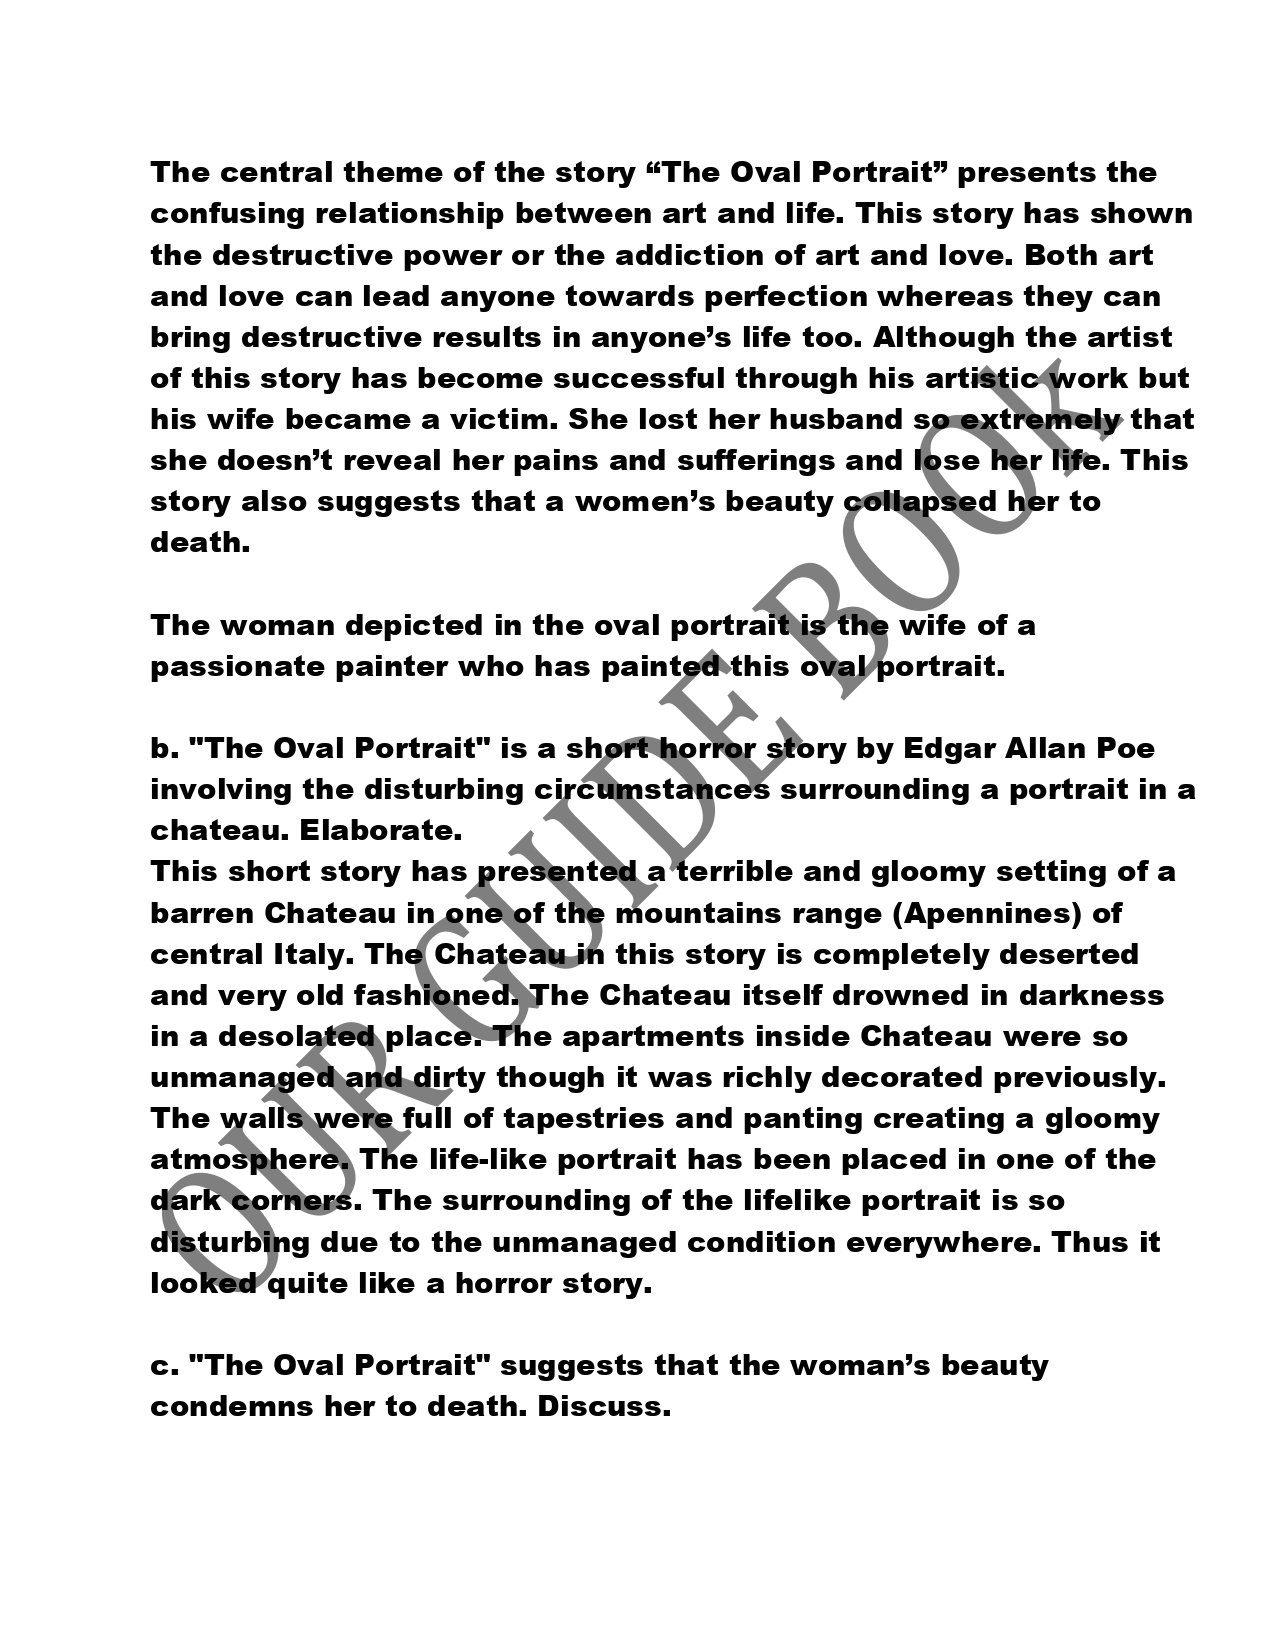 The central theme of the story “The Oval Portrait” presents the
confusing relationship between art and life. This story has shown
the destructive power or the addiction of art and love. Both art
and love can lead anyone towards perfection whereas they can
bring destructive results in anyone’s life too. Although the artist
of this story has become successful through his artistic work but
his wife became a victim. She lost her husband so extremely that
she doesn’t reveal her pains and sufferings and lose her life. This
story also suggests that a women’s beauty collapsed her to
death.
The woman depicted in the oval portrait is the wife of a
passionate painter who has painted this oval portrait.
b. "The Oval Portrait" is a short horror story by Edgar Allan Poe
involving the disturbing circumstances surrounding a portrait in a
chateau. Elaborate.
This short story has presented a terrible and gloomy setting of a
barren Chateau in one of the mountains range (Apennines) of
central Italy. The Chateau in this story is completely deserted
and very old fashioned. The Chateau itself drowned in darkness
in a desolated place. The apartments inside Chateau were so
unmanaged and dirty though it was richly decorated previously.
The walls were full of tapestries and panting creating a gloomy
atmosphere. The life-like portrait has been placed in one of the
dark corners. The surrounding of the lifelike portrait is so
disturbing due to the unmanaged condition everywhere. Thus it
looked quite like a horror story.
c. "The Oval Portrait" suggests that the woman’s beauty
condemns her to death. Discuss.
OUR GUIDE BOOk